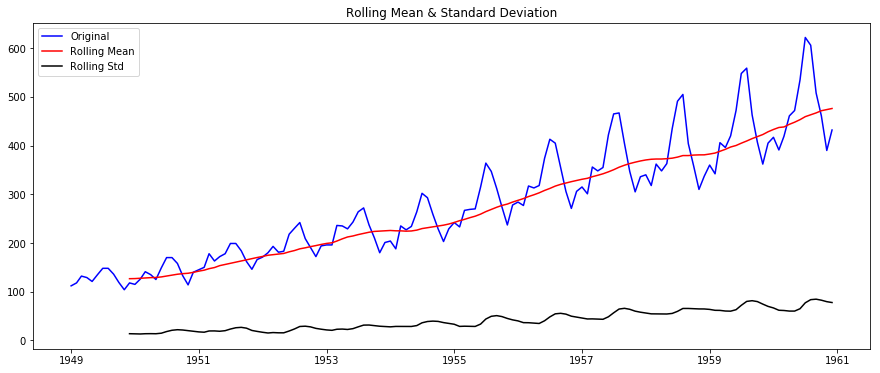 Rolling Mean & Standard Deviation
Original
Rolling Mean
Rolling Std
600
500
400
300
200
100
0
1949 1951 1953 1955 1957 1959 1961